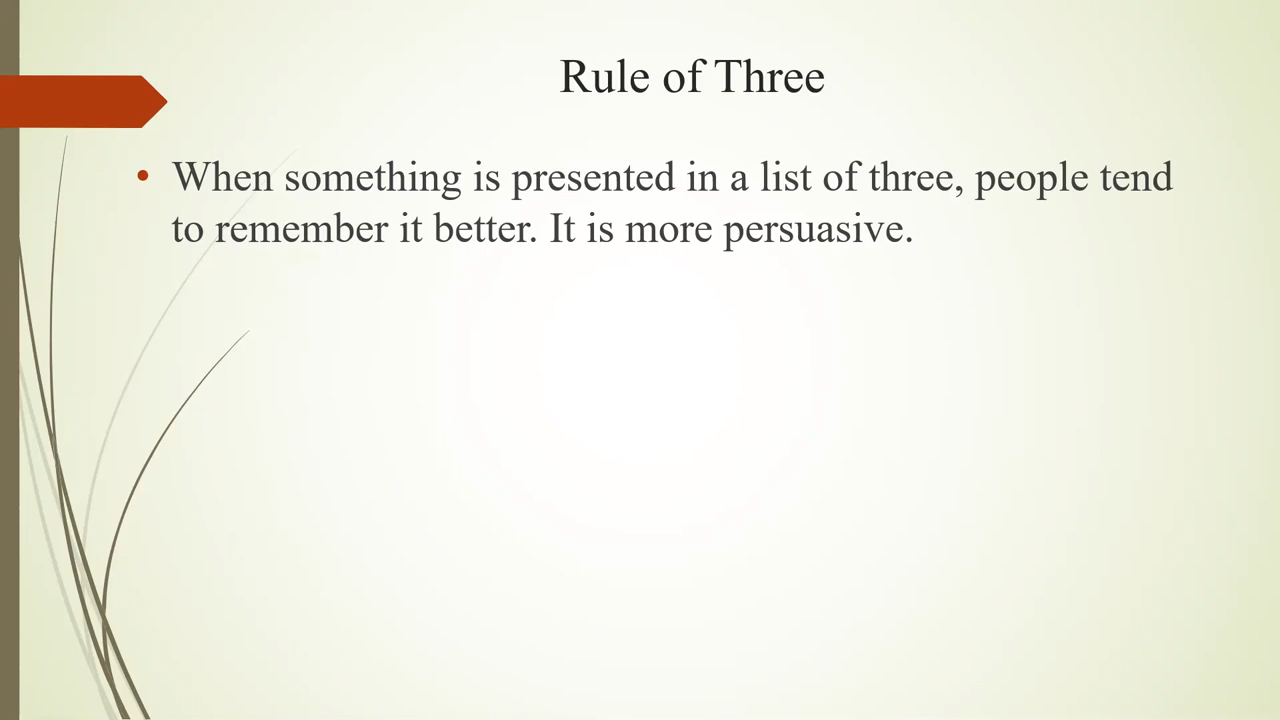 Rule of Three
• When something is presented in a list of three, people tend
to remember it better. It is more persuasive.